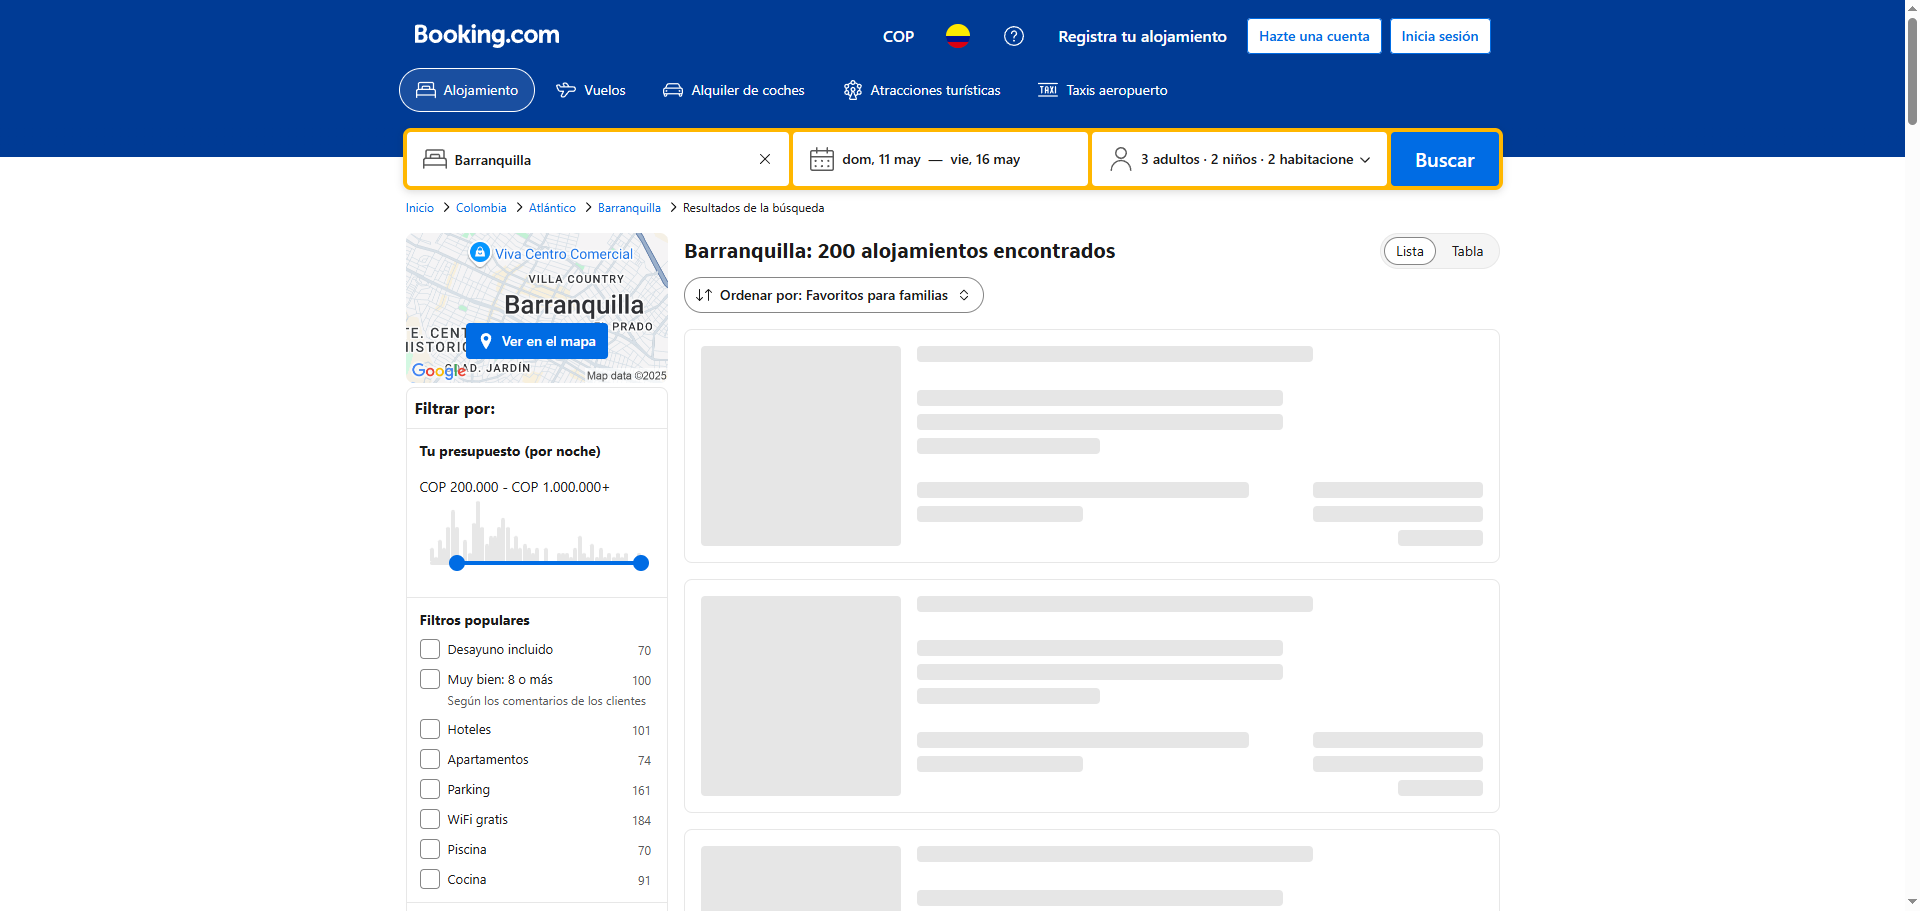 Booking.com
COP
Registra tu alojamiento
Hazte una cuenta
Inicia sesión
Alojamiento
Vuelos
Alquiler de coches
Atracciones turísticas
TAXI
Taxis aeropuerto
Barranquilla
dom, 11 may — vie, 16 may
3 adultos · 2 niños · 2 habitacione
Buscar
Inicio
Colombia
Atlántico
Barranquilla
Resultados de la búsqueda
Viva Centro Comercial
VILLA COUNTRY
Barranquilla
PRADO
TE. CENT
HISTORIC
Ver en el mapa
AD. JARDÍN
Google
Map data ©2025
Barranquilla: 200 alojamientos encontrados
Lista
Tabla
Ordenar por: Favoritos para familias
Filtrar por:
Tu presupuesto (por noche)
COP 200.000 - COP 1.000.000+
Filtros populares
Desayuno incluido 70
Muy bien: 8 o más 100
Según los comentarios de los clientes
Hoteles 101
Apartamentos 74
Parking 161
WiFi gratis 184
Piscina 70
Cocina 91